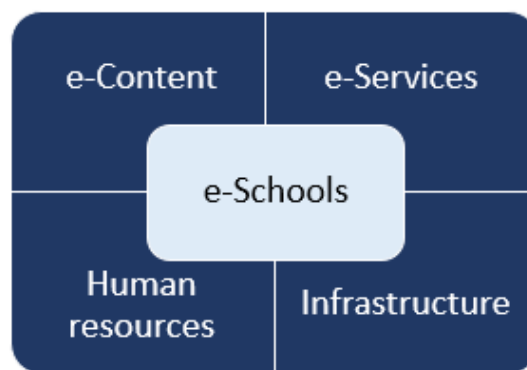 e-Content
e-Services
e-Schools
Human
resources
Infrastructure